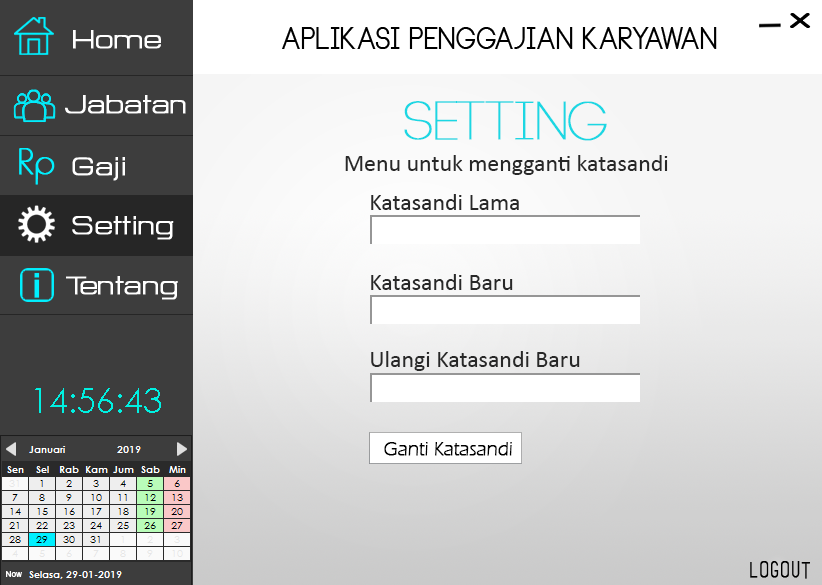 Home
Jabatan
Rp Gaji
Setting
Tentang
14:56:43
Januari 2019
Sen Sel Rab Kam Jum Sab Min
31 1 2 3 4 5 6
7 8 9 10 11 12 13
14 15 16 17 18 19 20
21 22 23 24 25 26 27
28 29 30 31 1 2 3
4 5 6 7 8 9 10
Now Selasa, 29-01-2019
APLIKASI PENGGAJIAN KARYAWAN
SETTING
Menu untuk mengganti katasandi
Katasandi Lama
Katasandi Baru
Ulangi Katasandi Baru
Ganti Katasandi
LOGOUT